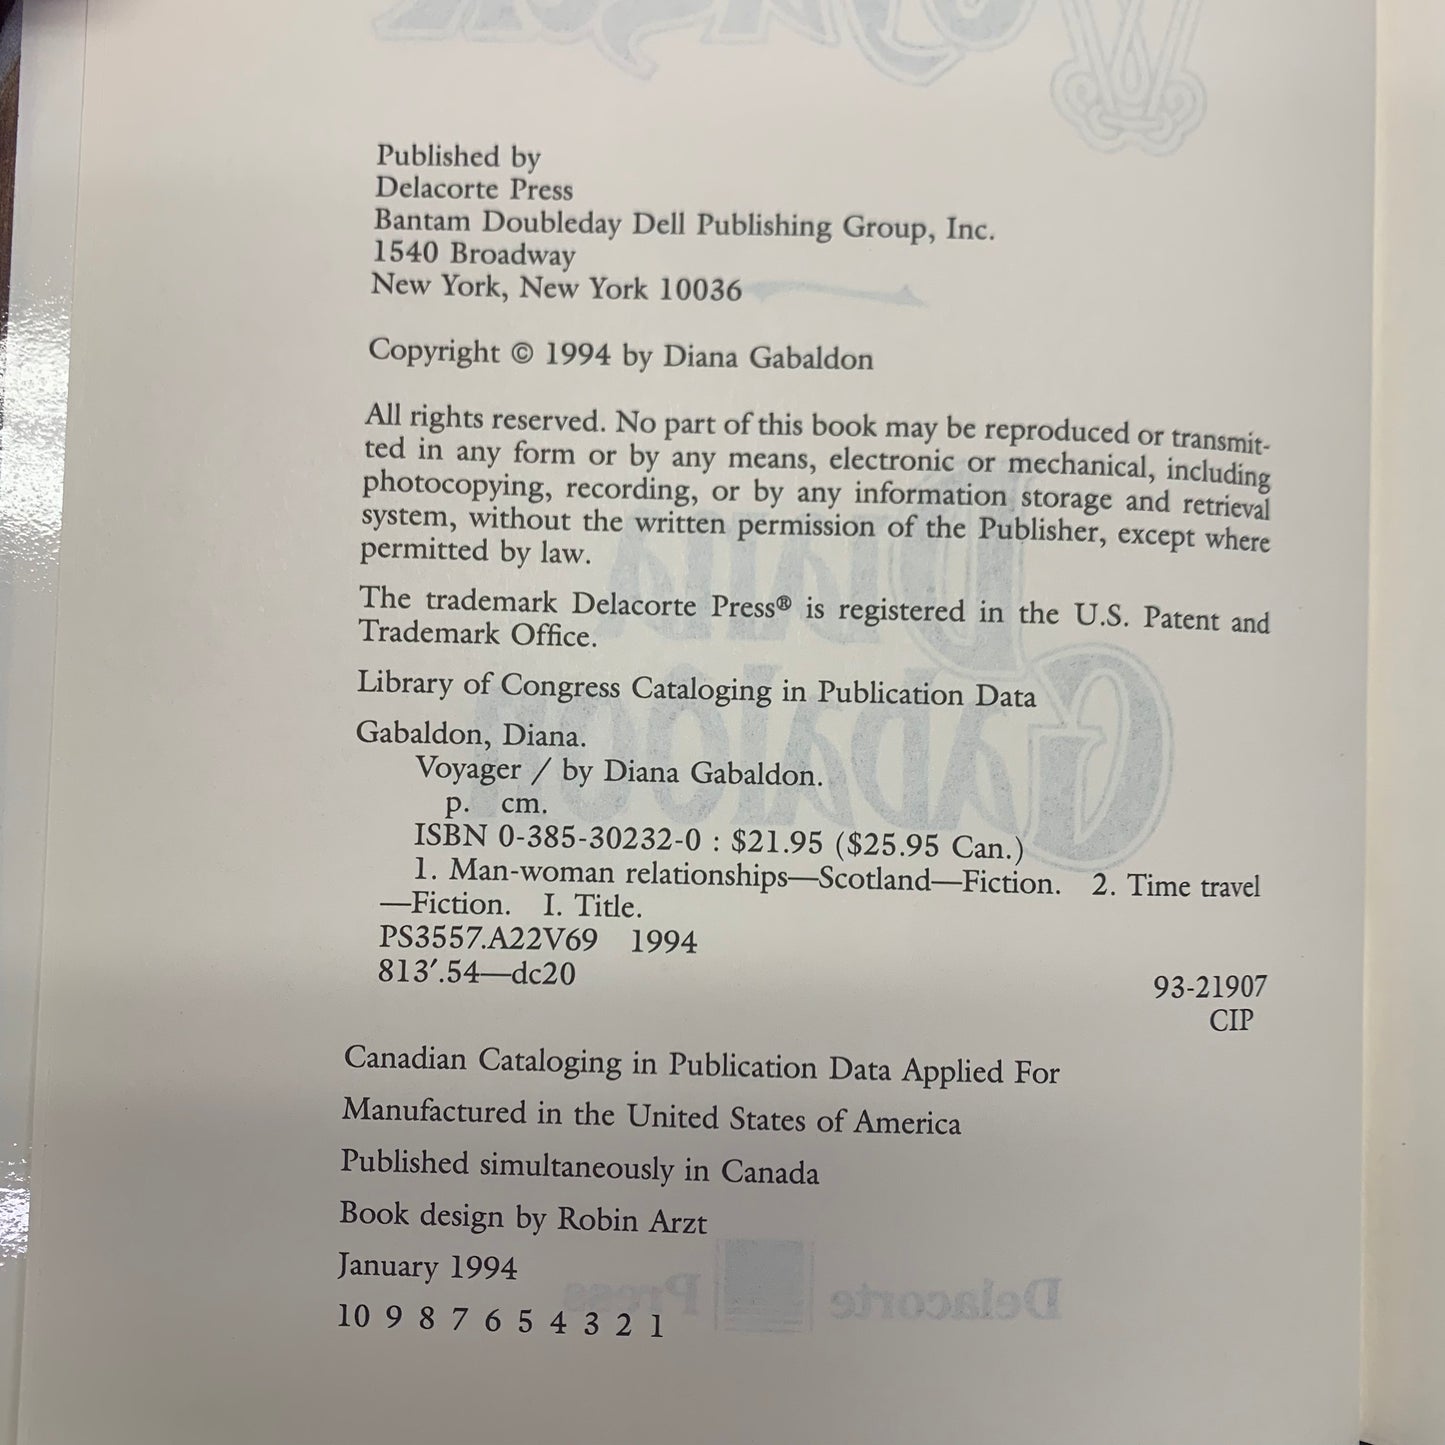 Published by
Delacorte Press
Bantam Doubleday Dell Publishing Group, Inc.
1540 Broadway
New York, New York 10036
Copyright © 1994 by Diana Gabaldon
All rights reserved. No part of this book may be reproduced or transmit-
ted in any form or by any means, electronic or mechanical, including
photocopying, recording, or by any information storage and retrieval
system, without the written permission of the Publisher, except where
permitted by law.
The trademark Delacorte Press® is registered in the U.S. Patent and
Trademark Office.
Library of Congress Cataloging in Publication Data
Gabaldon, Diana.
Voyager / by Diana Gabaldon.
p. cm.
ISBN 0-385-30232-0 : $21.95 ($25.95 Can.)
1. Man-woman relationships—Scotland—Fiction. 2. Time travel
—Fiction. I. Title.
PS3557.A22V69 1994
813′.54—dc20
93-21907
CIP
Canadian Cataloging in Publication Data Applied For
Manufactured in the United States of America
Published simultaneously in Canada
Book design by Robin Arzt
January 1994
10 9 8 7 6 5 4 3 2 1
Diana
Gabaldon
Delacorte Press